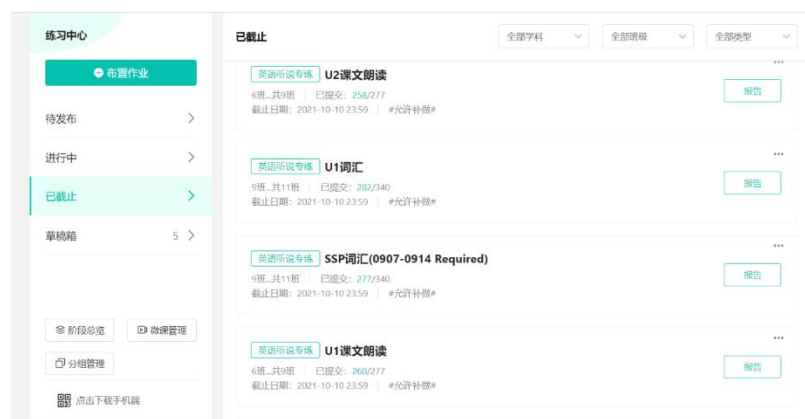 练习中心
布置作业
待发布
进行中
已截止
草稿箱 5
阶段总览 微课管理
分组管理
点击下载手机端
已截止 全部学科 全部班级 全部类型
英语听说专练 U2课文朗读
6班...共9班 已提交：258/277
截止日期：2021-10-10 23:59 #允许补做#
报告
英语听说专练 U1词汇
9班...共11班 已提交：282/340
截止日期：2021-10-10 23:59 #允许补做#
报告
英语听说专练 SSP词汇(0907-0914 Required)
9班...共11班 已提交：277/340
截止日期：2021-10-10 23:59 #允许补做#
报告
英语听说专练 U1课文朗读
6班...共9班 已提交：260/277
截止日期：2021-10-10 23:59 #允许补做#
报告